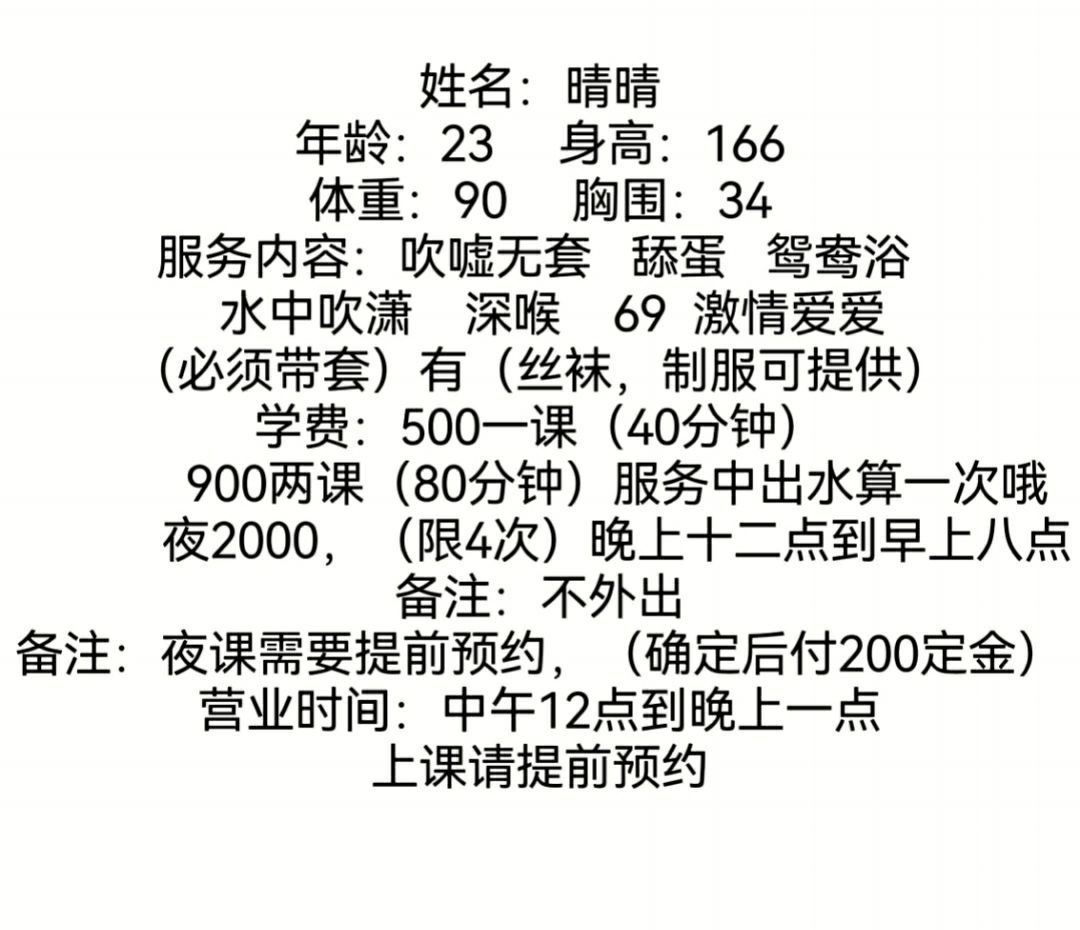 姓名：晴晴
年龄：23 身高：166
体重：90 胸围：34
服务内容：吹嘘无套 舔蛋 鸳鸯浴
水中吹潇 深喉 69 激情爱爱
（必须带套）有（丝袜，制服可提供）
学费：500一课（40分钟）
900两课（80分钟）服务中出水算一次哦
夜2000，（限4次）晚上十二点到早上八点
备注：不外出
备注：夜课需要提前预约，（确定后付200定金）
营业时间：中午12点到晚上一点
上课请提前预约